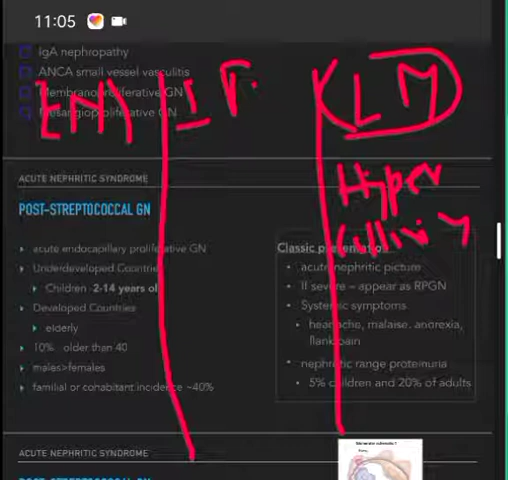 11:05
IgA nephropathy
ANCA small vessel vasculitis
Membranoproliferative GN
Mesangioproliferative GN
EM IF KLM
Hyper
ACUTE NEPHRITIC SYNDROME
POST-STREPTOCOCCAL GN
acute endocapillary proliferative GN
Underdeveloped Countrie
Children 2-14 years ol
Developed Countries
elderly
10% older than 40
males>females
familial or cohabitant incidence ~40%
Classic presentation
acute nephritic picture
If severe – appear as RPGN
Systemic symptoms
headache, malaise. anorexia,
flank pain
nephrotic range proteinuria
5% children and 20% of adults
ACUTE NEPHRITIC SYNDROME